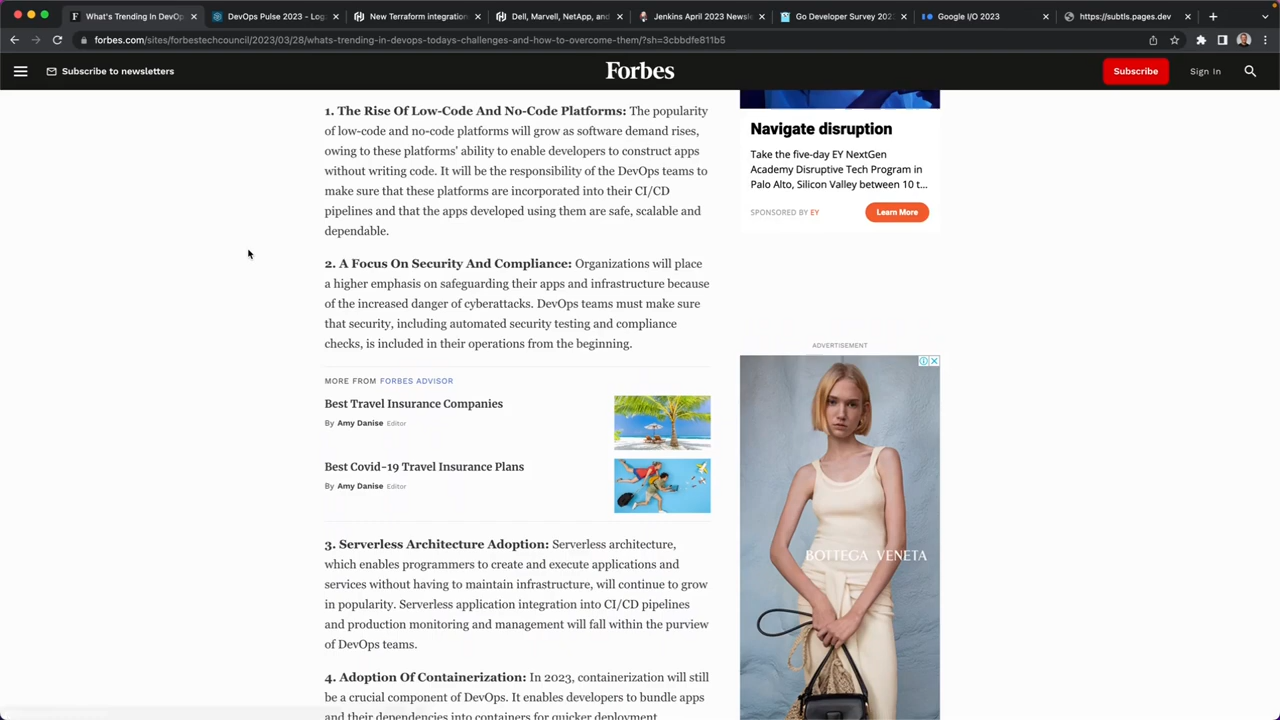 What's Trending In DevOp
DevOps Pulse 2023 - Log
New Terraform integration
Dell, Marvell, NetApp, and
Jenkins April 2023 Newsle
Go Developer Survey 202
Google I/O 2023
https://subtls.pages.dev
forbes.com/sites/forbestechcouncil/2023/03/28/whats-trending-in-devops-todays-challenges-and-how-to-overcome-them/?sh=3cbbdfe811b5
Subscribe to newsletters
Forbes
Subscribe
Sign In
1. The Rise Of Low-Code And No-Code Platforms: The popularity
of low-code and no-code platforms will grow as software demand rises,
owing to these platforms' ability to enable developers to construct apps
without writing code. It will be the responsibility of the DevOps teams to
make sure that these platforms are incorporated into their CI/CD
pipelines and that the apps developed using them are safe, scalable and
dependable.
2. A Focus On Security And Compliance: Organizations will place
a higher emphasis on safeguarding their apps and infrastructure because
of the increased danger of cyberattacks. DevOps teams must make sure
that security, including automated security testing and compliance
checks, is included in their operations from the beginning.
MORE FROM FORBES ADVISOR
Best Travel Insurance Companies
By Amy Danise Editor
Best Covid-19 Travel Insurance Plans
By Amy Danise Editor
3. Serverless Architecture Adoption: Serverless architecture,
which enables programmers to create and execute applications and
services without having to maintain infrastructure, will continue to grow
in popularity. Serverless application integration into CI/CD pipelines
and production monitoring and management will fall within the purview
of DevOps teams.
4. Adoption Of Containerization: In 2023, containerization will still
be a crucial component of DevOps. It enables developers to bundle apps
and their dependencies into containers for quicker deployment
Navigate disruption
Take the five-day EY NextGen
Academy Disruptive Tech Program in
Palo Alto, Silicon Valley between 10 t...
SPONSORED BY EY
Learn More
ADVERTISEMENT
BOTTEGA VENETA